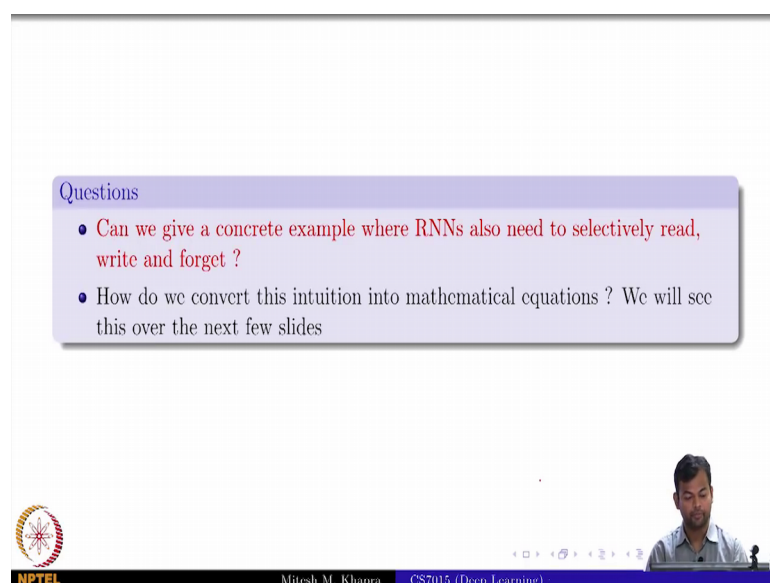 Questions
Can we give a concrete example where RNNs also need to selectively read,
write and forget ?
How do we convert this intuition into mathematical equations ? We will see
this over the next few slides
NPTEL
Mitesh M. Khapra CS7015 (Deep Learning)